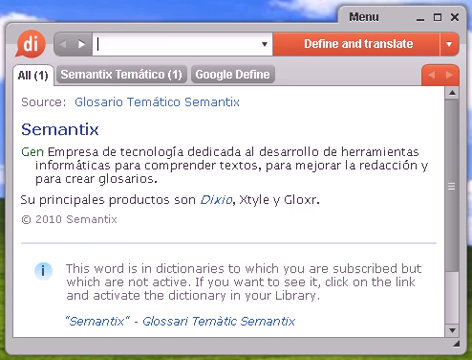 Menu
di
Define and translate
All (1)
Semantix Temático (1)
Google Define
Source: Glosario Temático Semantix
Semantix
Gen Empresa de tecnología dedicada al desarrollo de herramientas
informáticas para comprender textos, para mejorar la redacción y
para crear glosarios.
Su principales productos son Dixio, Xtyle y Gloxr.
© 2010 Semantix
i
This word is in dictionaries to which you are subscribed but
which are not active. If you want to see it, click on the link
and activate the dictionary in your Library.
"Semantix" - Glossari Temàtic Semantix